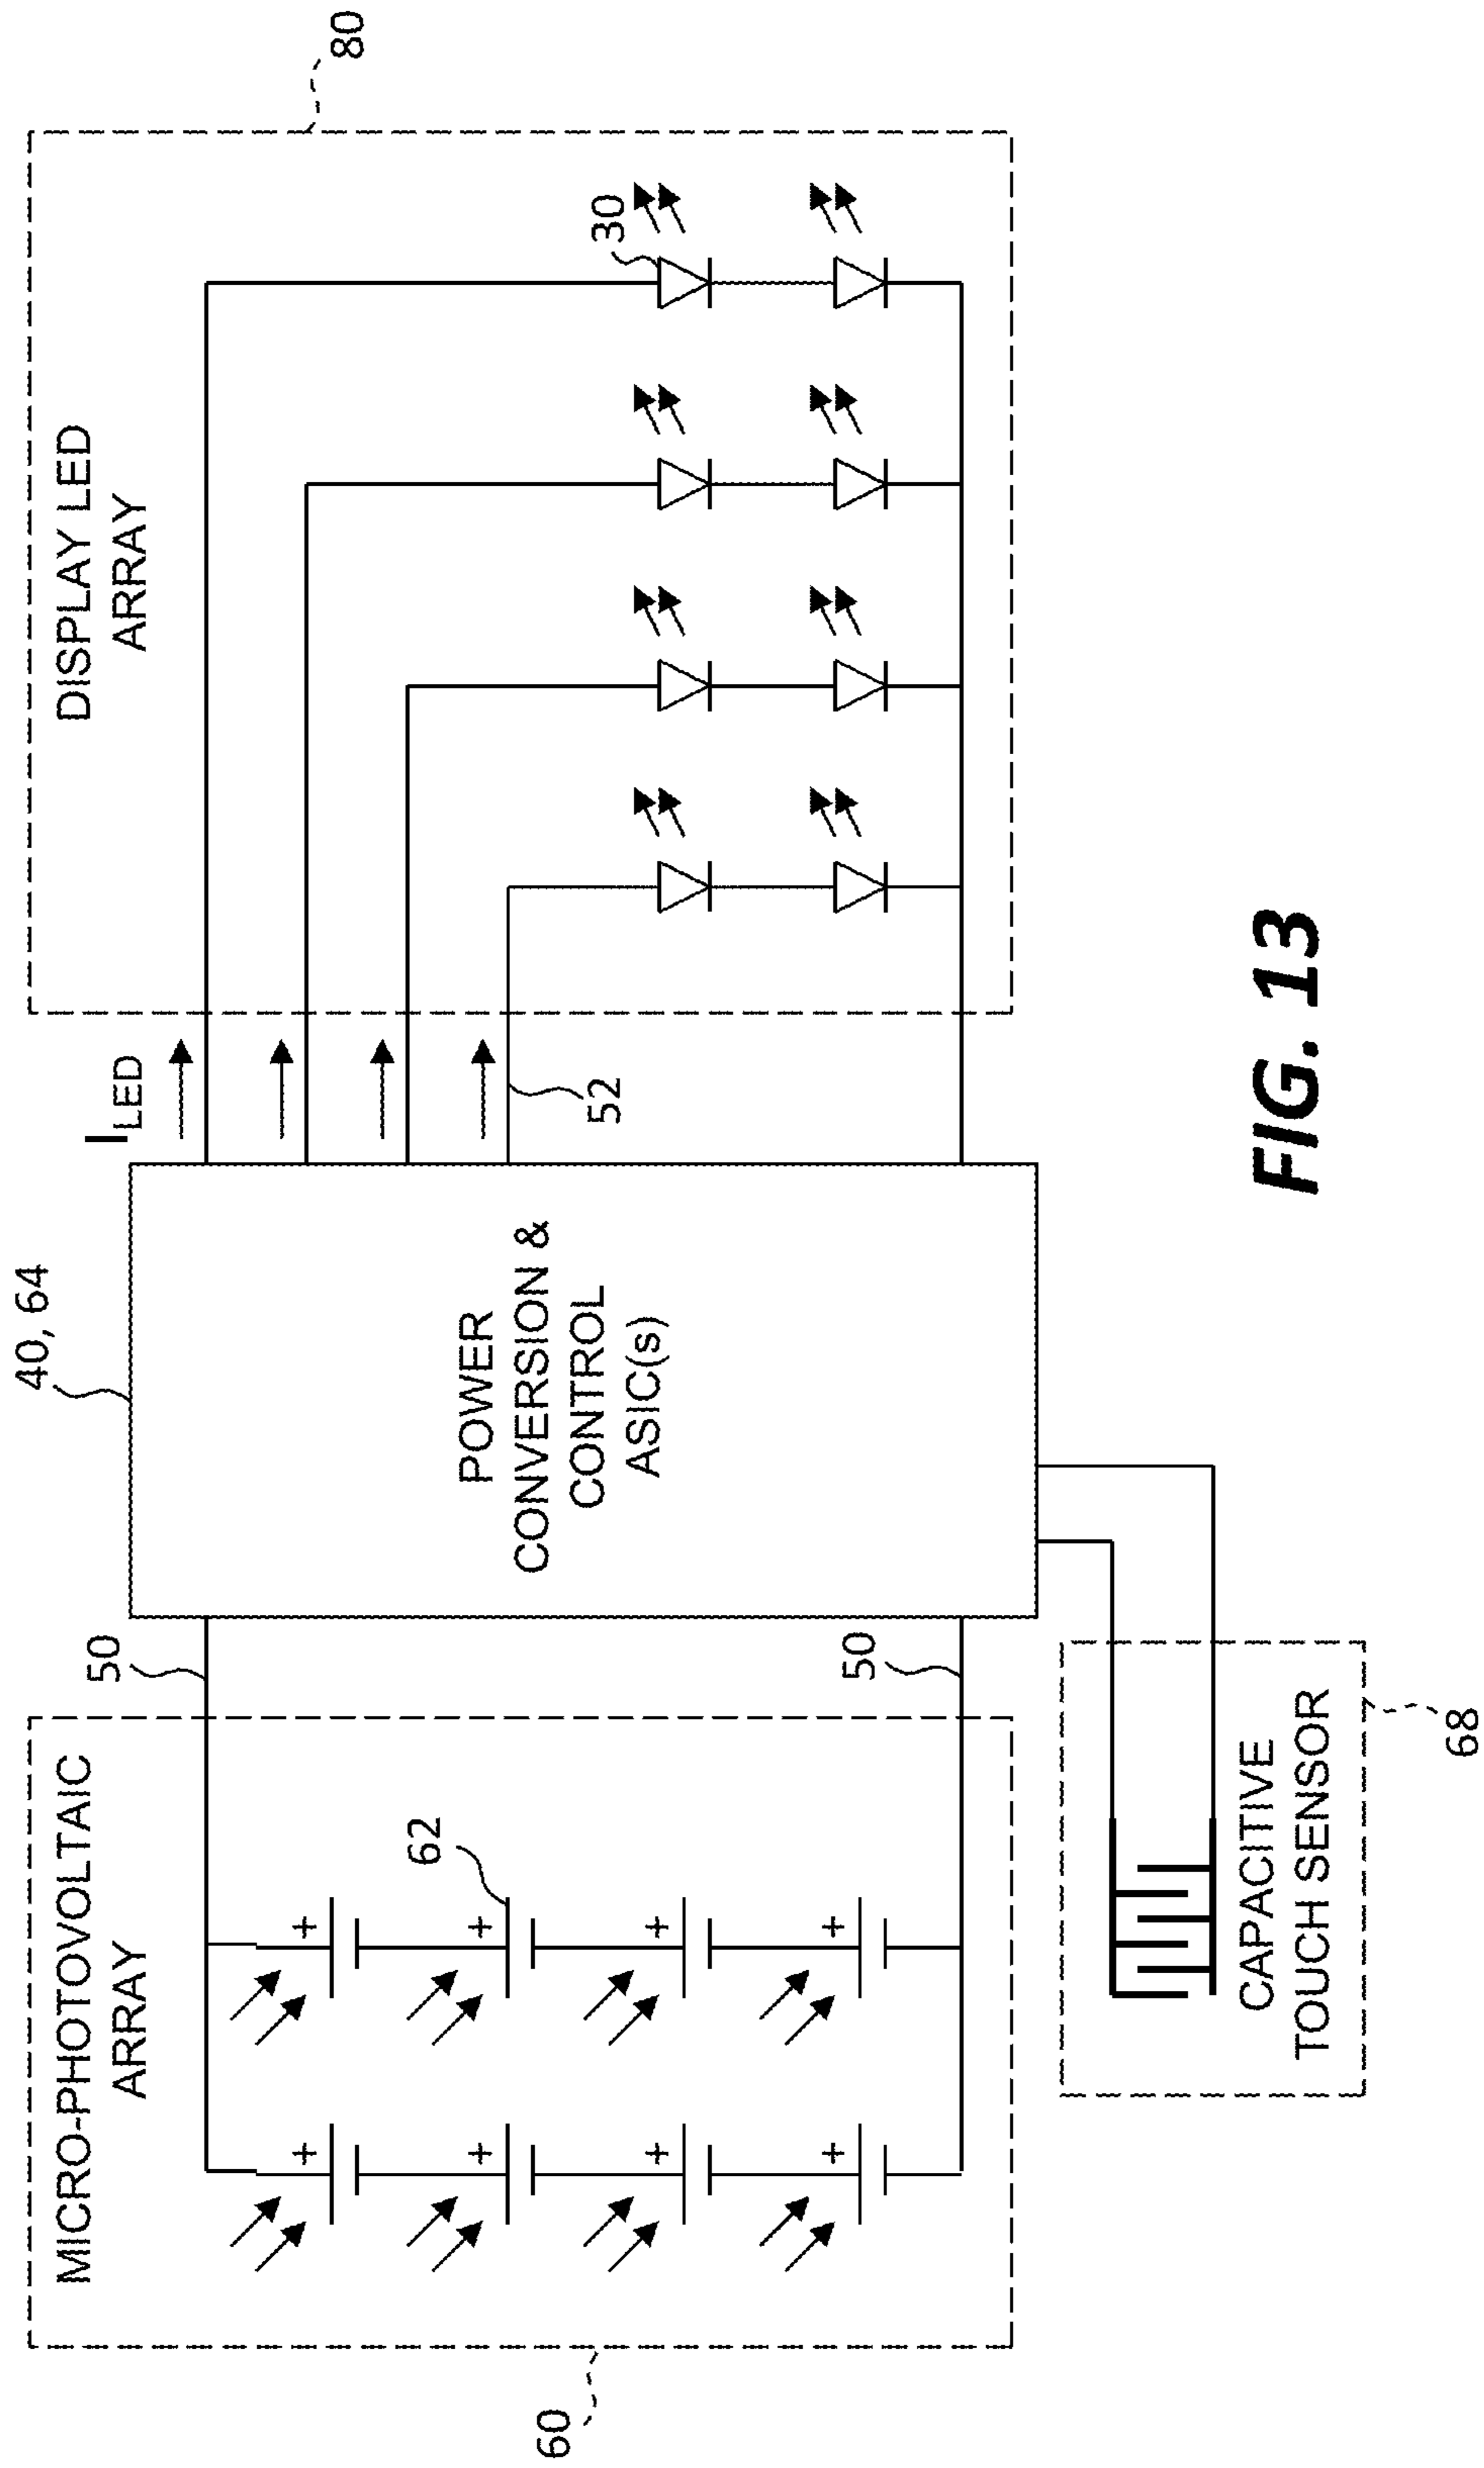 40, 64
80
MICRO-PHOTOVOLTAIC
ARRAY
50
I LED
DISPLAY LED
ARRAY
62
POWER
CONVERSION &
CONTROL
ASIC(s)
52
30
60
50
CAPACITIVE
TOUCH SENSOR
68
FIG. 13
+
+
+
+
+
+
+
+